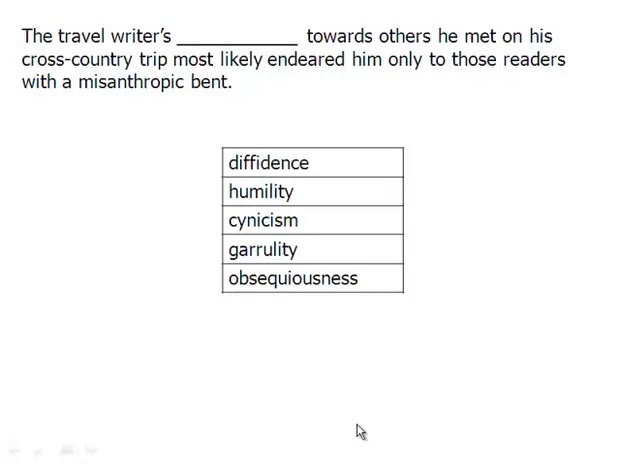 The travel writer’s _____________ towards others he met on his
cross-country trip most likely endeared him only to those readers
with a misanthropic bent.
diffidence
humility
cynicism
garrulity
obsequiousness